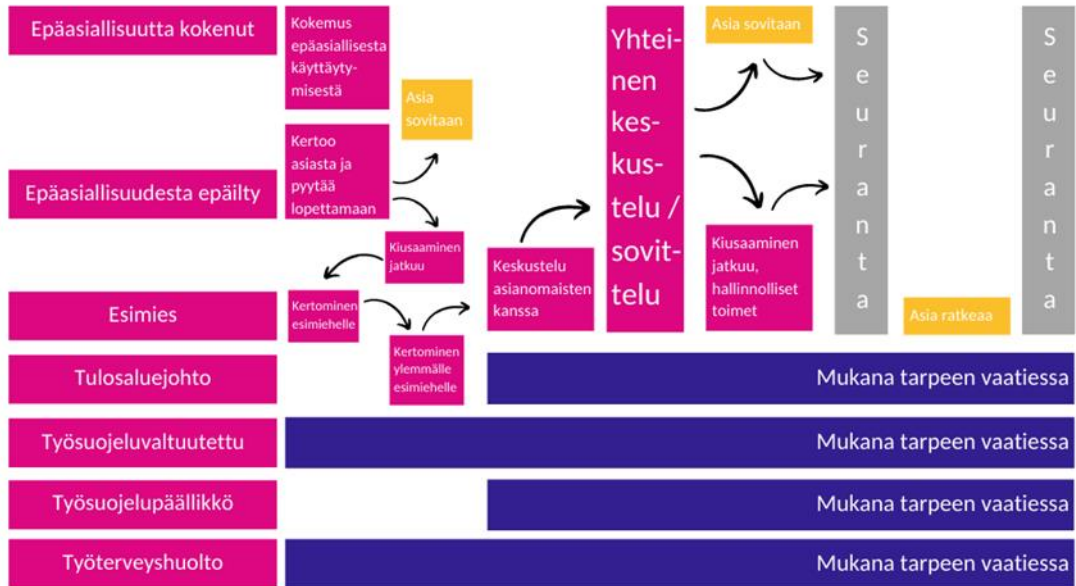 Epäasiallisuutta kokenut
Kokemus
epäasiallisesta
käyttäyty-
misestä
Asia
sovitaan
Kertoo
asiasta ja
pyytää
lopettamaan
Epäasiallisuudesta epäilty
Kiusaaminen
jatkuu
Esimies
Kertominen
esimiehelle
Kertominen
ylemmälle
esimiehelle
Keskustelu
asianomaisten
kanssa
Yhtei-
nen
kes-
kus-
telu /
sovit-
telu
Asia sovitaan
Kiusaaminen
jatkuu,
hallinnolliset
toimet
S
e
u
r
a
n
t
a
Asia ratkeaa
S
e
u
r
a
n
t
a
Tulosaluejohto
Mukana tarpeen vaatiessa
Työsuojeluvaltuutettu
Mukana tarpeen vaatiessa
Työsuojelupäällikkö
Mukana tarpeen vaatiessa
Työterveyshuolto
Mukana tarpeen vaatiessa